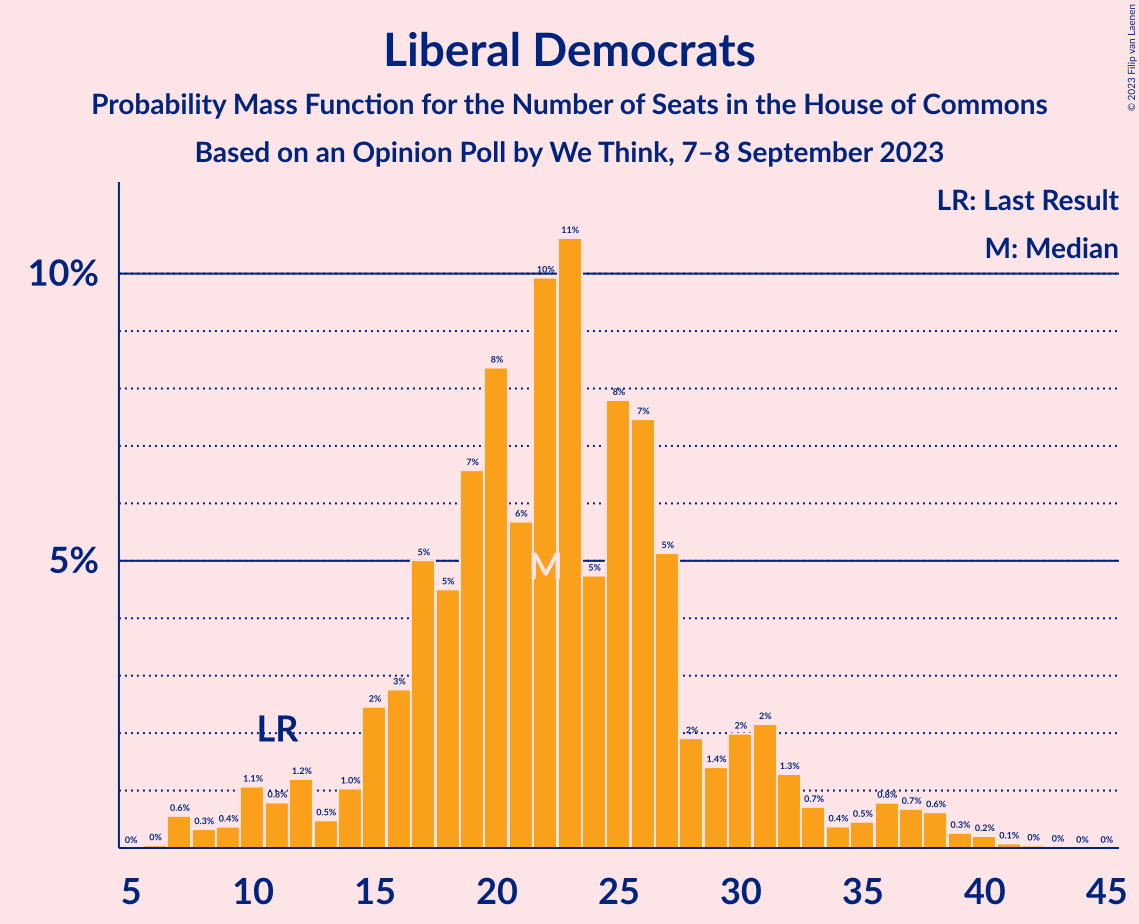 © 2023 Filip van Laenen
Liberal Democrats
Probability Mass Function for the Number of Seats in the House of Commons
Based on an Opinion Poll by We Think, 7–8 September 2023
LR: Last Result
M: Median
10%
5%
0% 0% 0.6% 0.3% 0.4% 1.1% 0.8% 1.2% 0.5% 1.0% 2% 3% 5% 5% 7% 8% 6% 10% 11% 5% 8% 7% 5% 2% 1.4% 2% 2% 1.3% 0.7% 0.4% 0.5% 0.8% 0.7% 0.6% 0.3% 0.2% 0.1% 0% 0% 0% 0%
LR
M
5 10 15 20 25 30 35 40 45